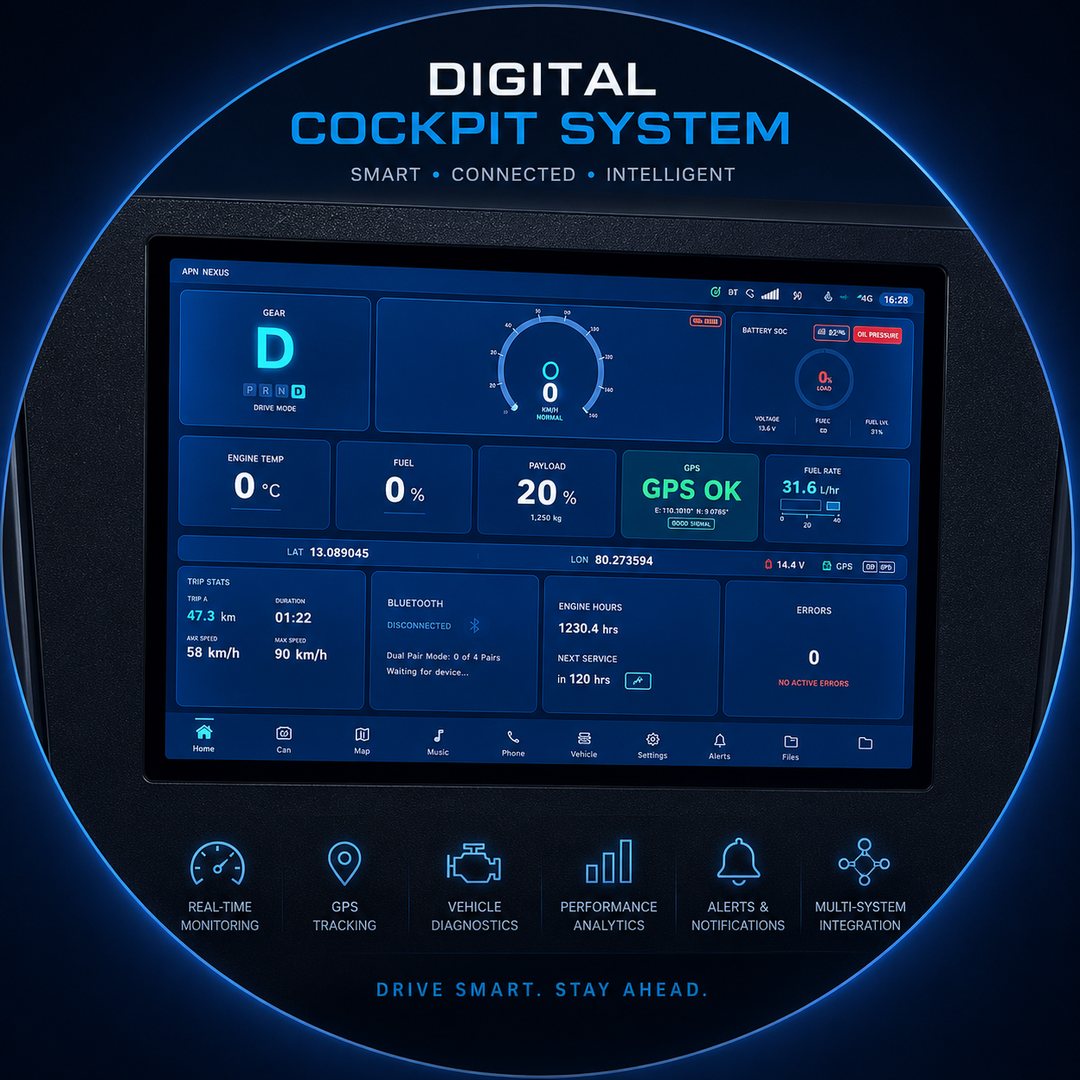 DIGITAL
COCKPIT SYSTEM
SMART • CONNECTED • INTELLIGENT
APN NEXUS
BT
4G
16:28
GEAR
D
P R N D
DRIVE MODE
0
KM/H
NORMAL
BATTERY SOC
OIL PRESSURE
0%
LOAD
VOLTAGE
13.6 V
FUEL LVL
31%
ENGINE TEMP
0 °C
FUEL
0 %
PAYLOAD
20 %
1,250 kg
GPS
GPS OK
GOOD SIGNAL
FUEL RATE
31.6 L/hr
0 20 40
LAT 13.089045
LON 80.273594
14.4 V
GPS
TRIP STATS
TRIP A
47.3 km
DURATION
01:22
SPEED
58 km/h
MAX SPEED
90 km/h
BLUETOOTH
DISCONNECTED
Dual Pair Mode: 0 of 4 Pairs
Waiting for device...
ENGINE HOURS
1230.4 hrs
NEXT SERVICE
in 120 hrs
ERRORS
0
NO ACTIVE ERRORS
Home
Can
Map
Music
Phone
Vehicle
Settings
Alerts
Files
REAL-TIME
MONITORING
GPS
TRACKING
VEHICLE
DIAGNOSTICS
PERFORMANCE
ANALYTICS
ALERTS &
NOTIFICATIONS
MULTI-SYSTEM
INTEGRATION
DRIVE SMART. STAY AHEAD.